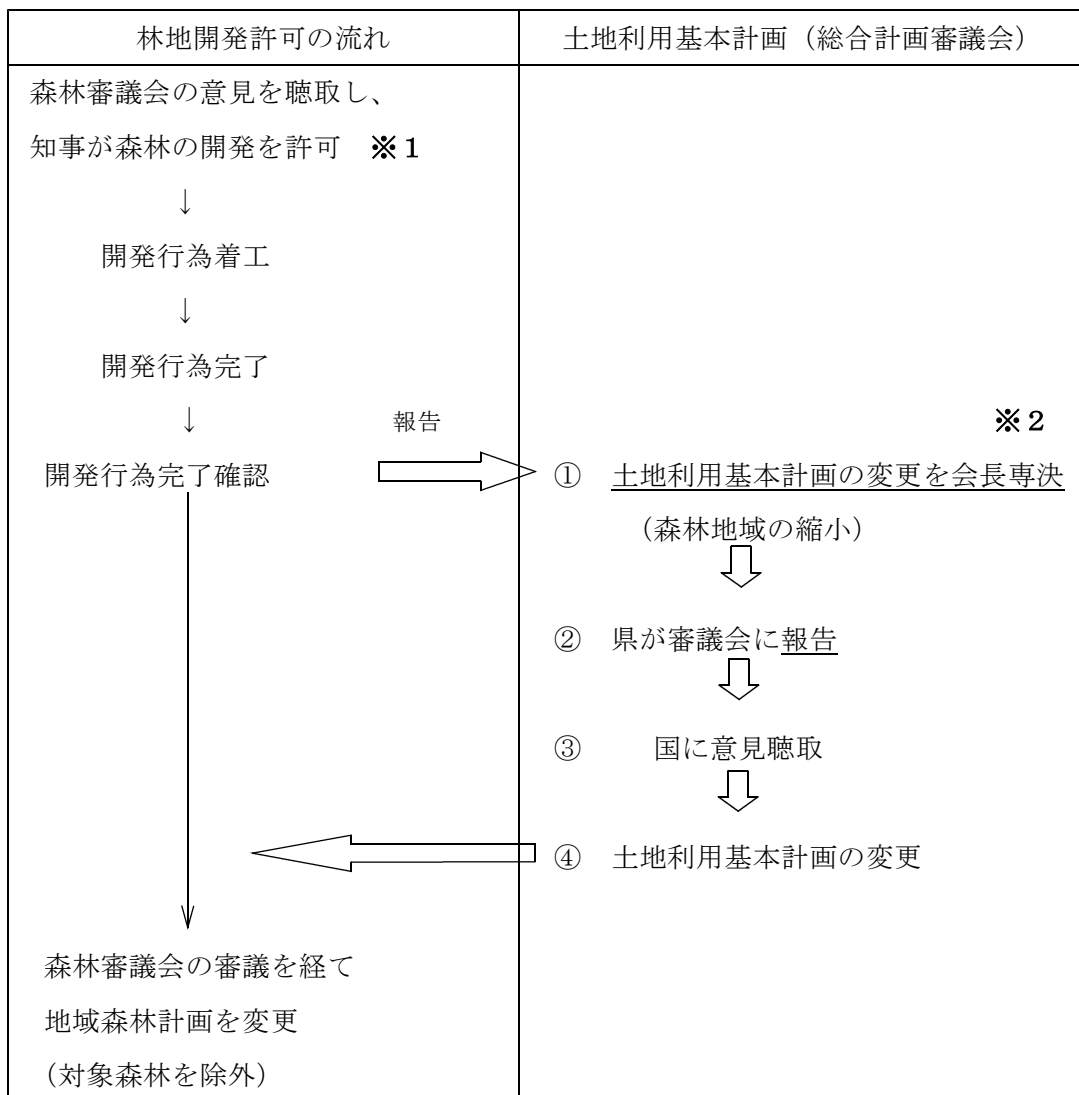 林地開発許可の流れ
土地利用基本計画(総合計画審議会)
森林審議会の意見を聴取し、
知事が森林の開発を許可 ※1
↓
開発行為着工
↓
開発行為完了
↓
開発行為完了確認
報告
※2
① 土地利用基本計画の変更を会長専決
(森林地域の縮小)
② 県が審議会に報告
③ 国に意見聴取
④ 土地利用基本計画の変更
森林審議会の審議を経て
地域森林計画を変更
(対象森林を除外)